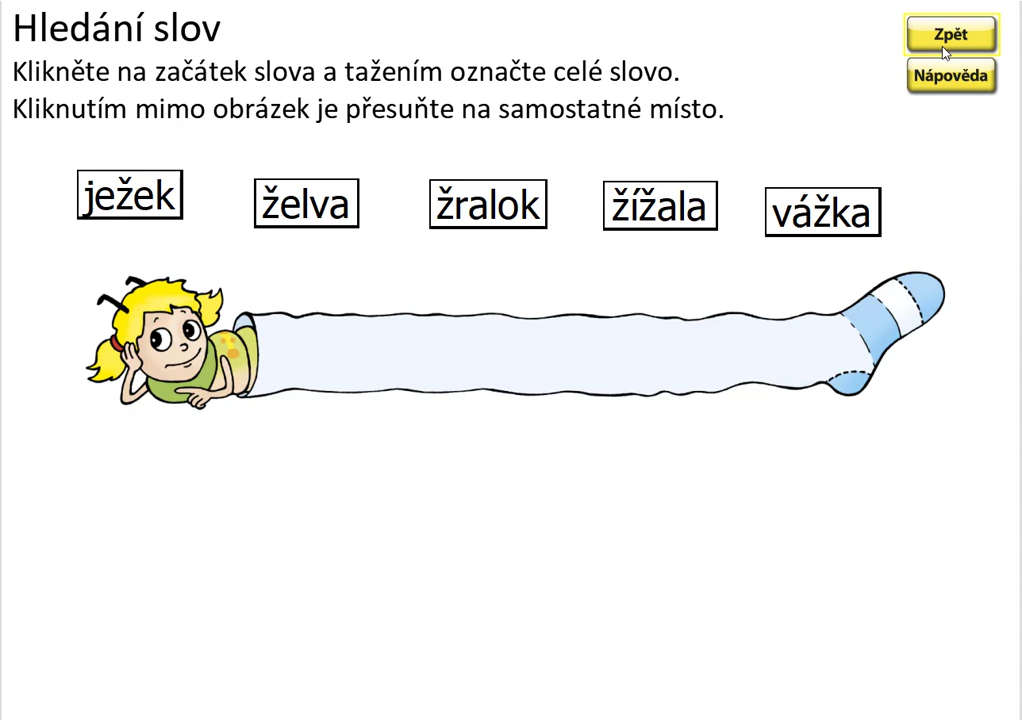 Hledání slov
Zpět
Klikněte na začátek slova a tažením označte celé slovo.
Nápověda
Kliknutím mimo obrázek je přesuňte na samostatné místo.
ježek želva žralok žížala vážka